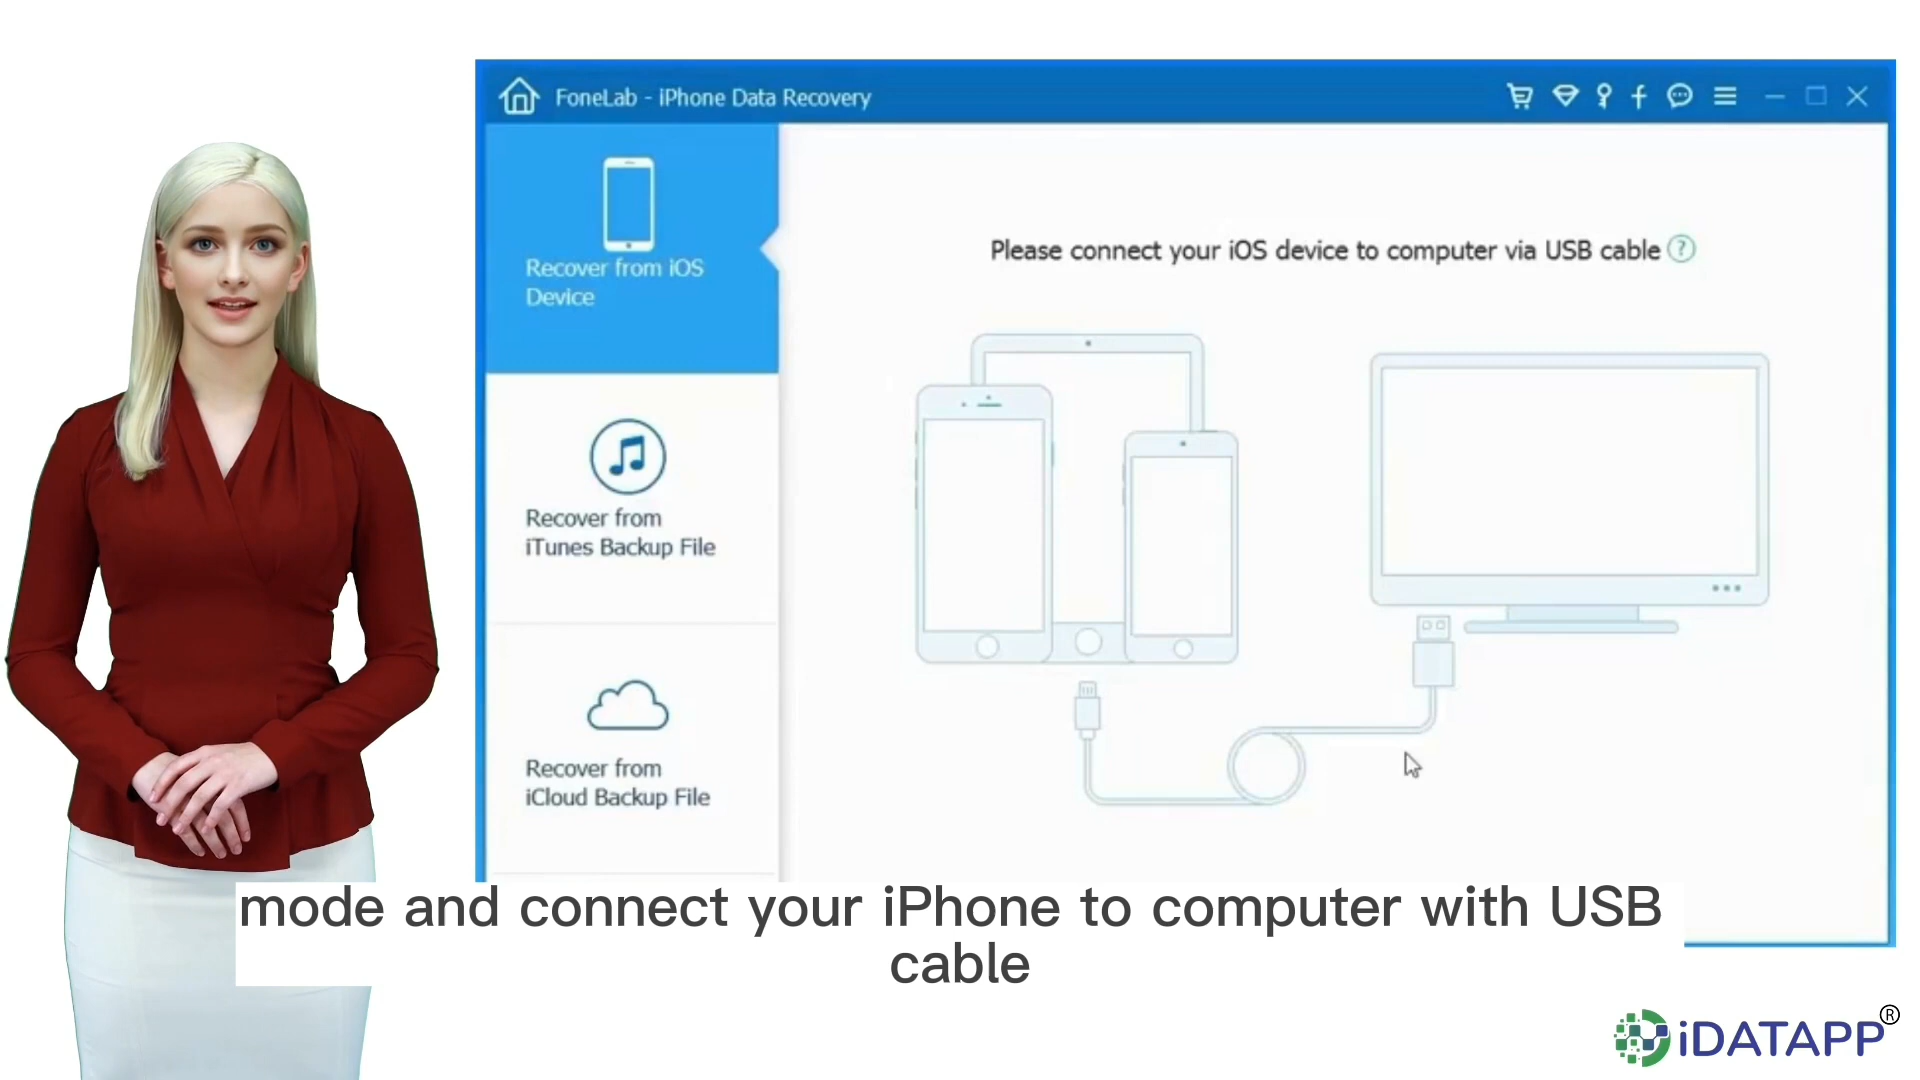 FoneLab - iPhone Data Recovery
Recover from iOS
Device
Please connect your iOS device to computer via USB cable ?
Recover from
iTunes Backup File
Recover from
iCloud Backup File
mode and connect your iPhone to computer with USB
cable
iDATAPP®